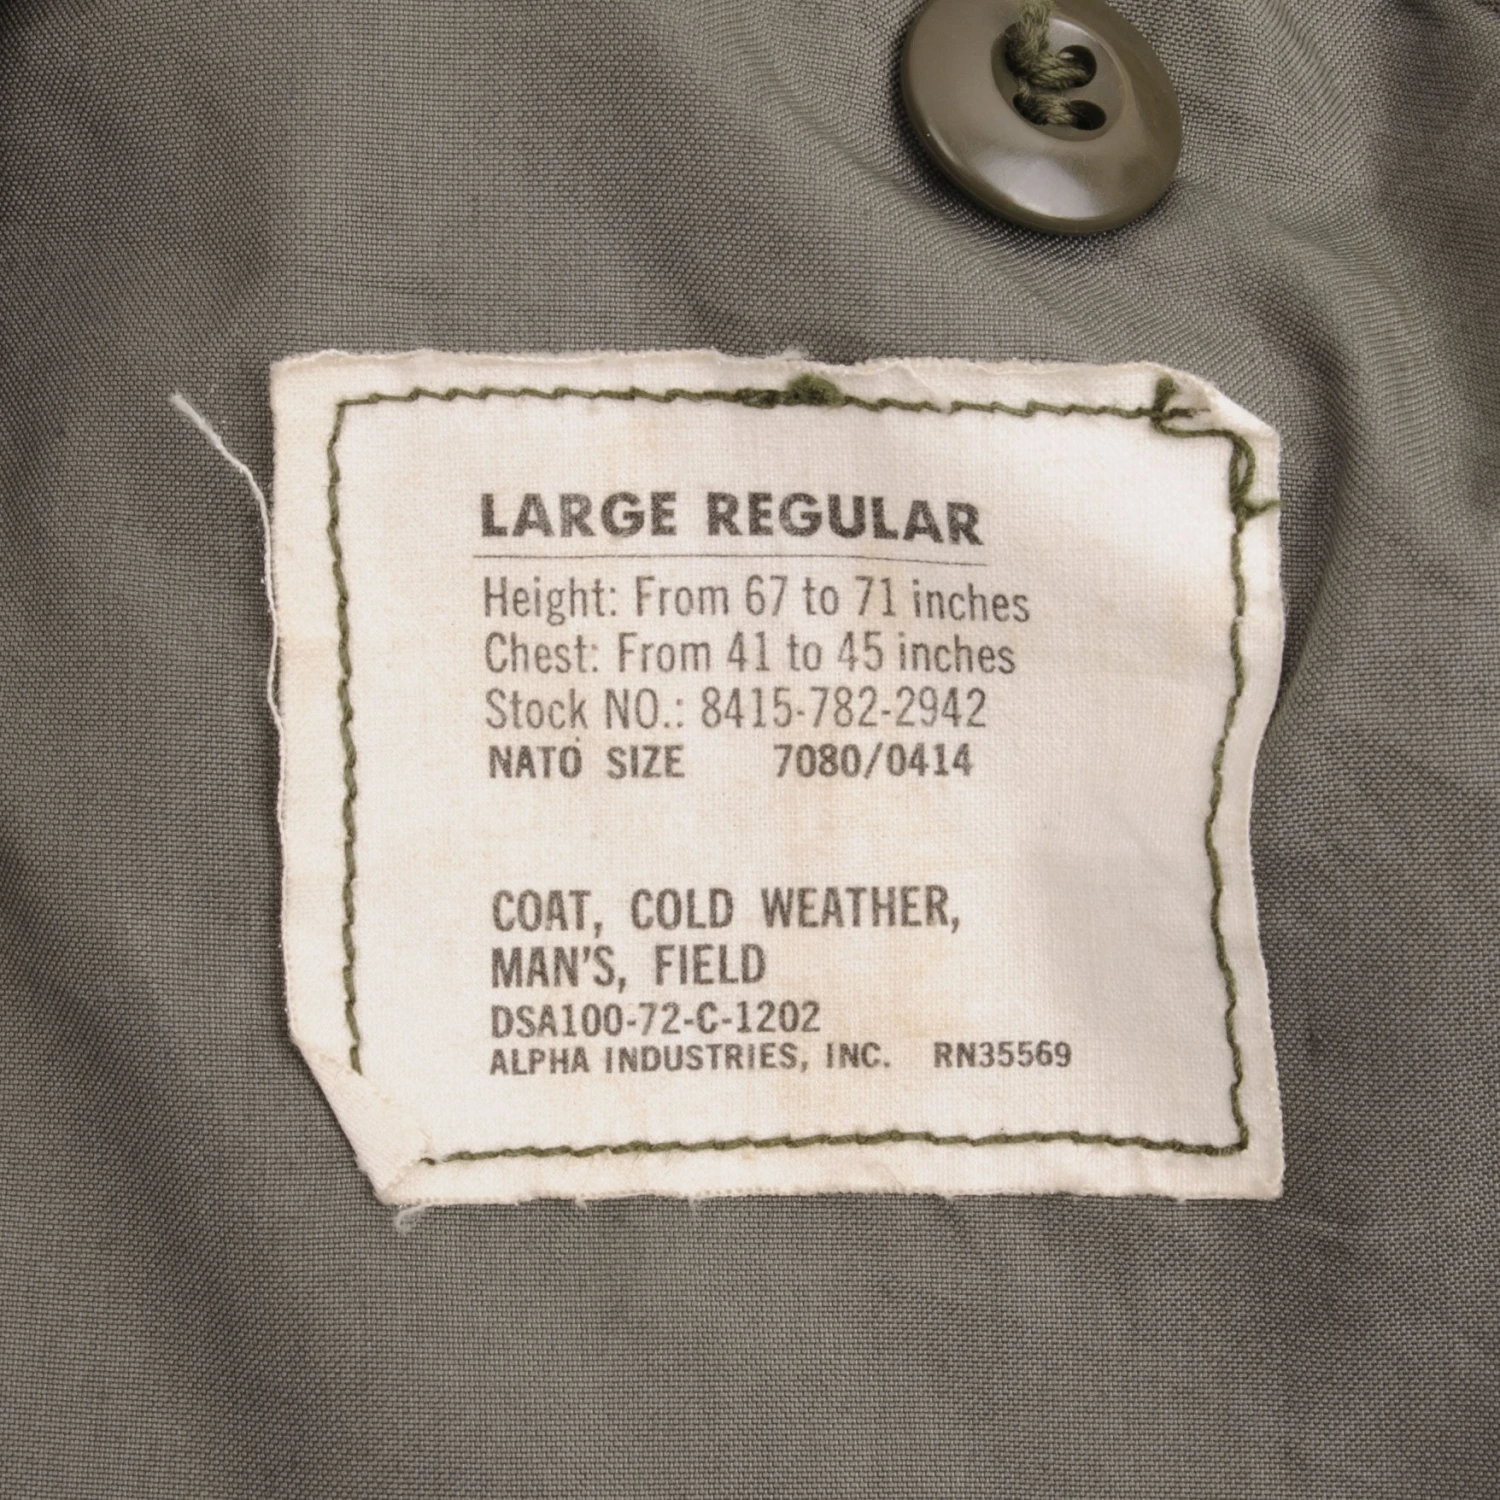 LARGE REGULAR
Height: From 67 to 71 inches
Chest: From 41 to 45 inches
Stock NO.: 8415-782-2942
NATO SIZE 7080/0414
COAT, COLD WEATHER,
MAN'S, FIELD
DSA100-72-C-1202
ALPHA INDUSTRIES, INC. RN35569